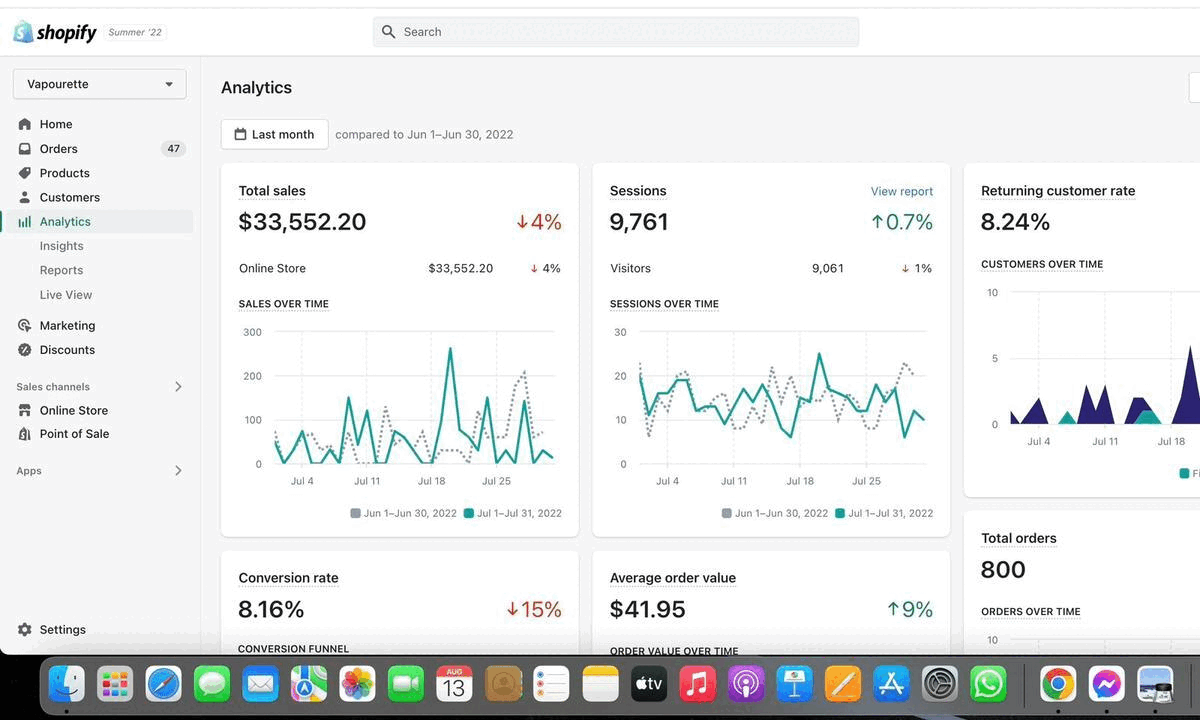 shopify
Summer '22
Search
Vapourette
Home
Orders 47
Products
Customers
Analytics
Insights
Reports
Live View
Marketing
Discounts
Sales channels
Online Store
Point of Sale
Apps
Settings
Analytics
Last month compared to Jun 1–Jun 30, 2022
Total sales
$33,552.20 ↓4%
Online Store $33,552.20 ↓ 4%
SALES OVER TIME
300
200
100
0
Jul 4 Jul 11 Jul 18 Jul 25
Jun 1–Jun 30, 2022 Jul 1–Jul 31, 2022
Sessions View report
9,761 ↑0.7%
Visitors 9,061 ↓ 1%
SESSIONS OVER TIME
30
20
10
0
Jul 4 Jul 11 Jul 18 Jul 25
Jun 1–Jun 30, 2022 Jul 1–Jul 31, 2022
Returning customer rate
8.24%
CUSTOMERS OVER TIME
10
5
0
Jul 4 Jul 11 Jul 18
Conversion rate
8.16% ↓15%
CONVERSION FUNNEL
Average order value
$41.95 ↑9%
ORDER VALUE OVER TIME
Total orders
800
ORDERS OVER TIME
10
AUG
13
tv